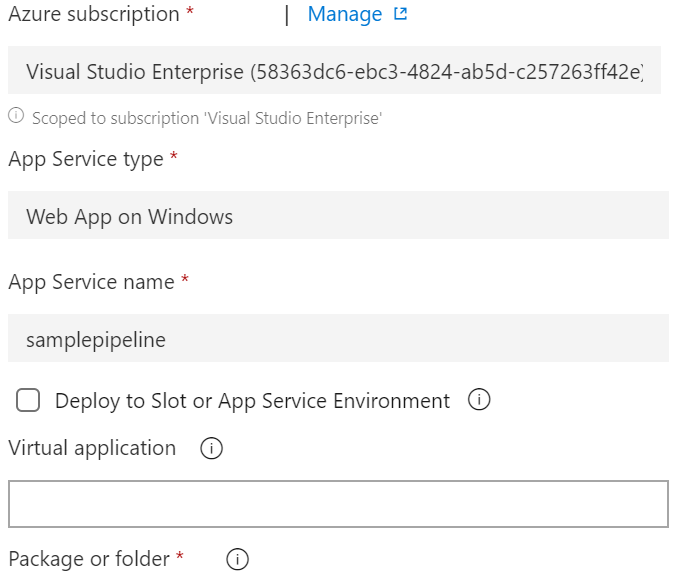 Azure subscription * | Manage
Visual Studio Enterprise (58363dc6-ebc3-4824-ab5d-c257263ff42e)
Scoped to subscription 'Visual Studio Enterprise'
App Service type *
Web App on Windows
App Service name *
samplepipeline
Deploy to Slot or App Service Environment
Virtual application
Package or folder *